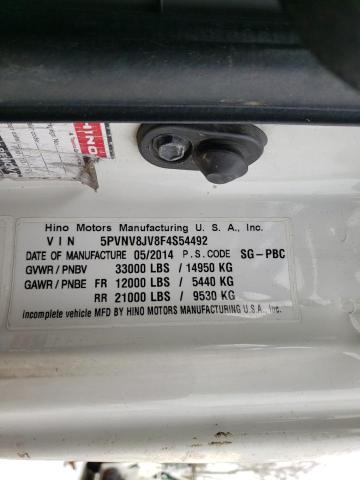 HINO
Hino Motors Manufacturing U. S. A., Inc.
V I N 5PVNV8JV8F4S54492
DATE OF MANUFACTURE 05/2014 P.S.CODE SG-PBC
GVWR / PNBV 33000 LBS / 14950 KG
GAWR / PNBE FR 12000 LBS / 5440 KG
RR 21000 LBS / 9530 KG
incomplete vehicle MFD BY HINO MOTORS MANUFACTURING U.S.A., Inc.